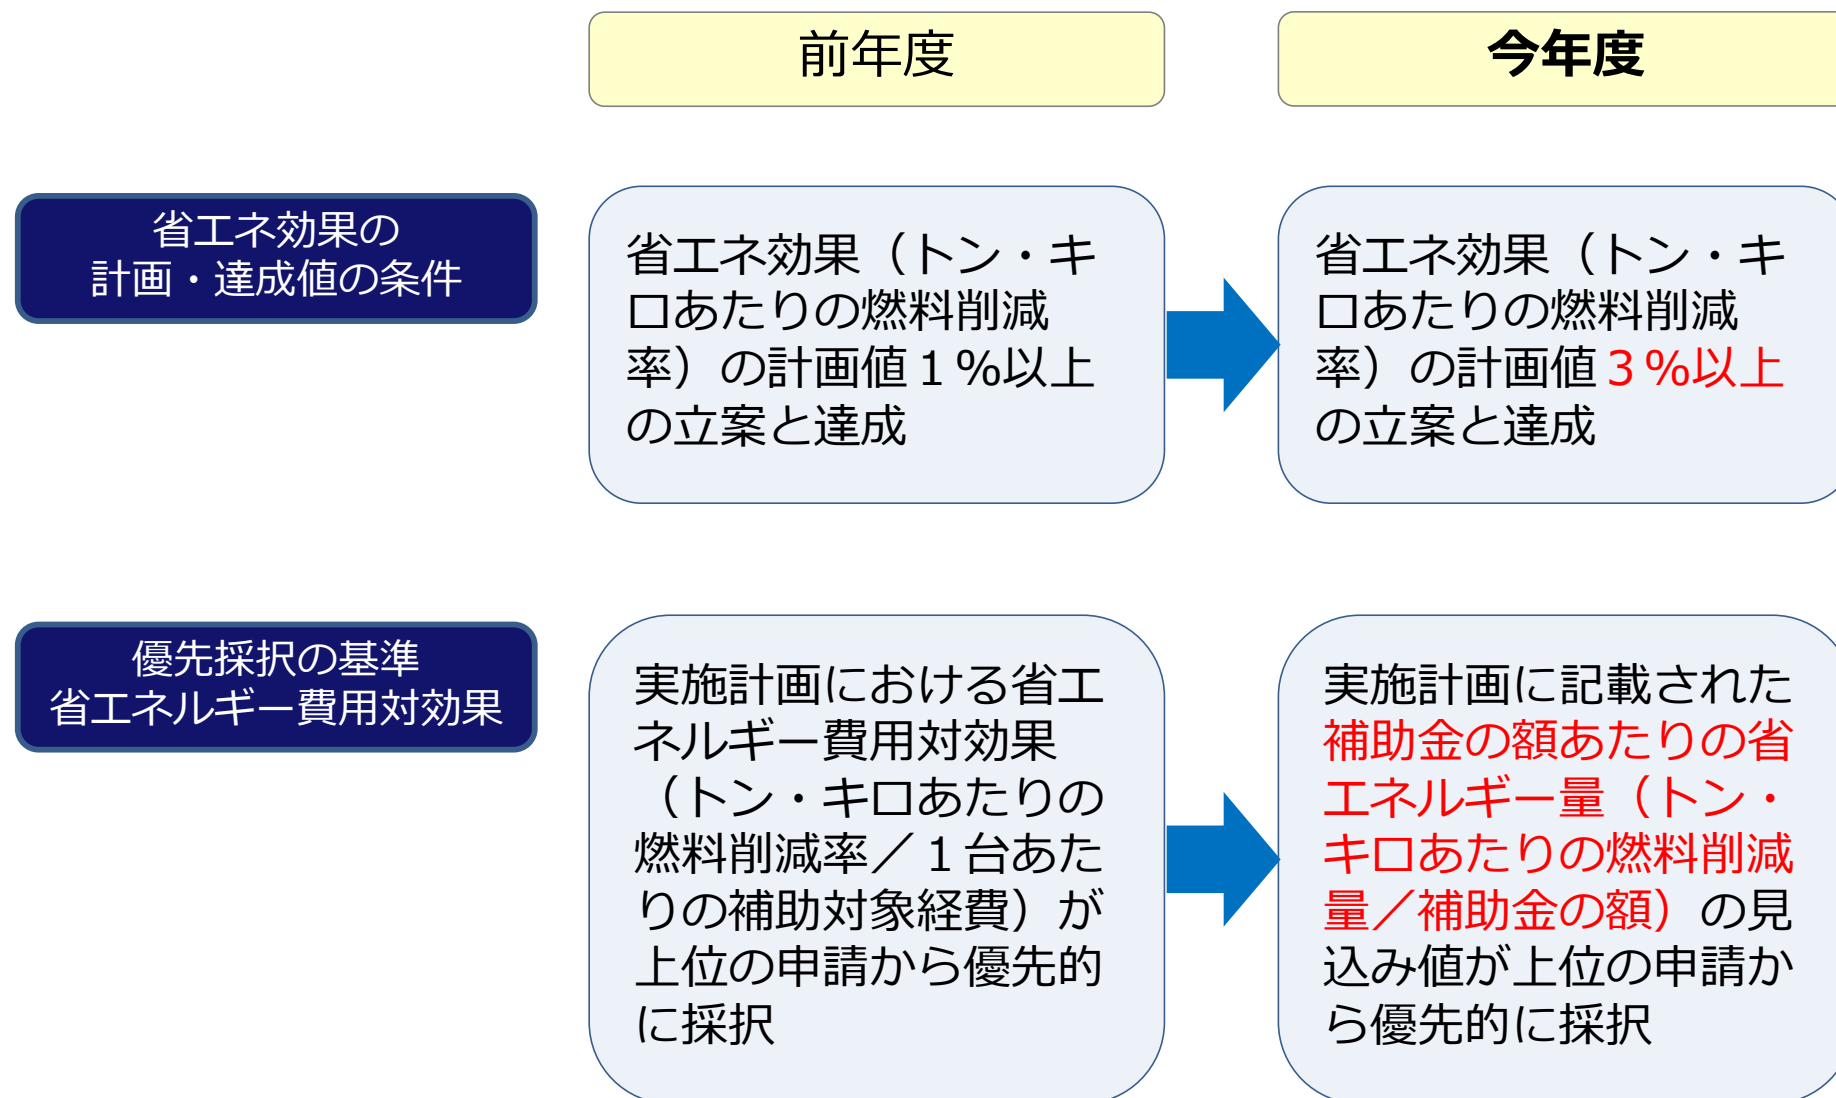 前年度
今年度
省エネ効果の
計画・達成値の条件
省エネ効果（トン・キ
ロあたりの燃料削減
率）の計画値１%以上
の立案と達成
省エネ効果（トン・キ
ロあたりの燃料削減
率）の計画値３%以上
の立案と達成
優先採択の基準
省エネルギー費用対効果
実施計画における省エ
ネルギー費用対効果
（トン・キロあたりの
燃料削減率／１台あた
りの補助対象経費）が
上位の申請から優先的
に採択
実施計画に記載された
補助金の額あたりの省
エネルギー量（トン・
キロあたりの燃料削減
量／補助金の額）の見
込み値が上位の申請か
ら優先的に採択